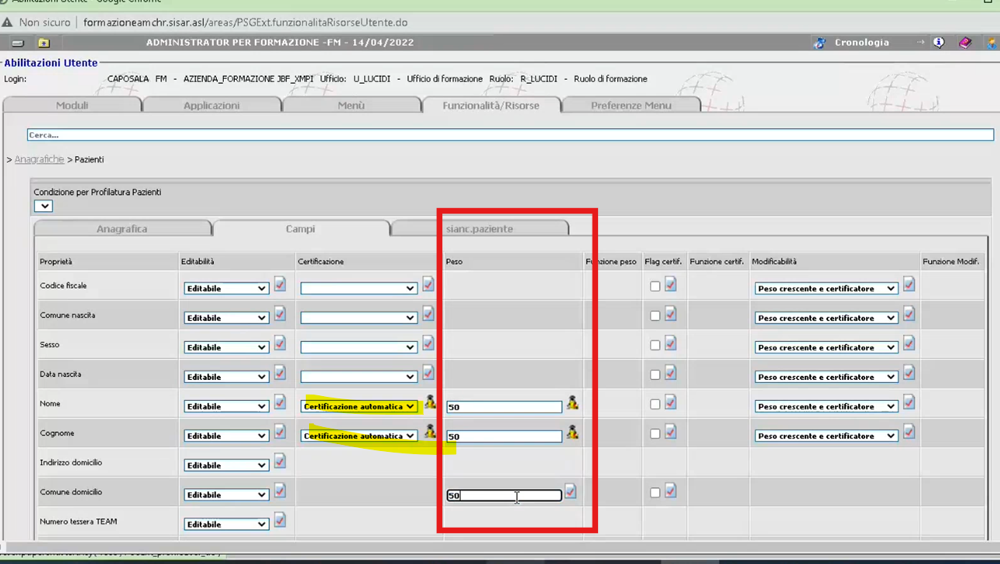 Abilitazioni Utente - Google Chrome
Non sicuro | formazioneamchr.sisar.asl/areas/PSGExt.funzionalitaRisorseUtente.do
ADMINISTRATOR PER FORMAZIONE -FM - 14/04/2022 Cronologia
Abilitazioni Utente
Login: CAPOSALA FM - AZIENDA_FORMAZIONE JBF_XMPI Ufficio: U_LUCIDI - Ufficio di formazione Ruolo: R_LUCIDI - Ruolo di formazione
Moduli Applicazioni Menù Funzionalità/Risorse Preferenze Menu
Cerca...
> Anagrafiche > Pazienti
Condizione per Profilatura Pazienti
Anagrafica Campi sianc.paziente
Proprietà Editabilità Certificazione Peso Funzione peso Flag certif. Funzione certif. Modificabilità Funzione Modif.
Codice fiscale Editabile Peso crescente e certificatore
Comune nascita Editabile Peso crescente e certificatore
Sesso Editabile Peso crescente e certificatore
Data nascita Editabile Peso crescente e certificatore
Nome Editabile Certificazione automatica 50 Peso crescente e certificatore
Cognome Editabile Certificazione automatica 50 Peso crescente e certificatore
Indirizzo domicilio Editabile
Comune domicilio Editabile 50
Numero tessera TEAM Editabile